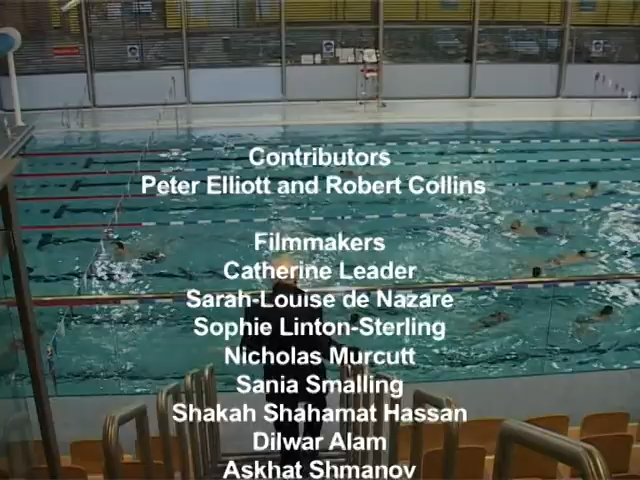 Contributors
Peter Elliott and Robert Collins
Filmmakers
Catherine Leader
Sarah-Louise de Nazare
Sophie Linton-Sterling
Nicholas Murcutt
Sania Smalling
Shakah Shahamat Hassan
Dilwar Alam
Askhat Shmanov